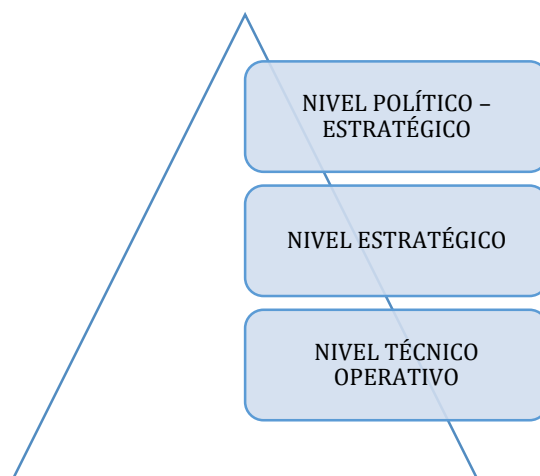 NIVEL POLÍTICO –
ESTRATÉGICO
NIVEL ESTRATÉGICO
NIVEL TÉCNICO
OPERATIVO